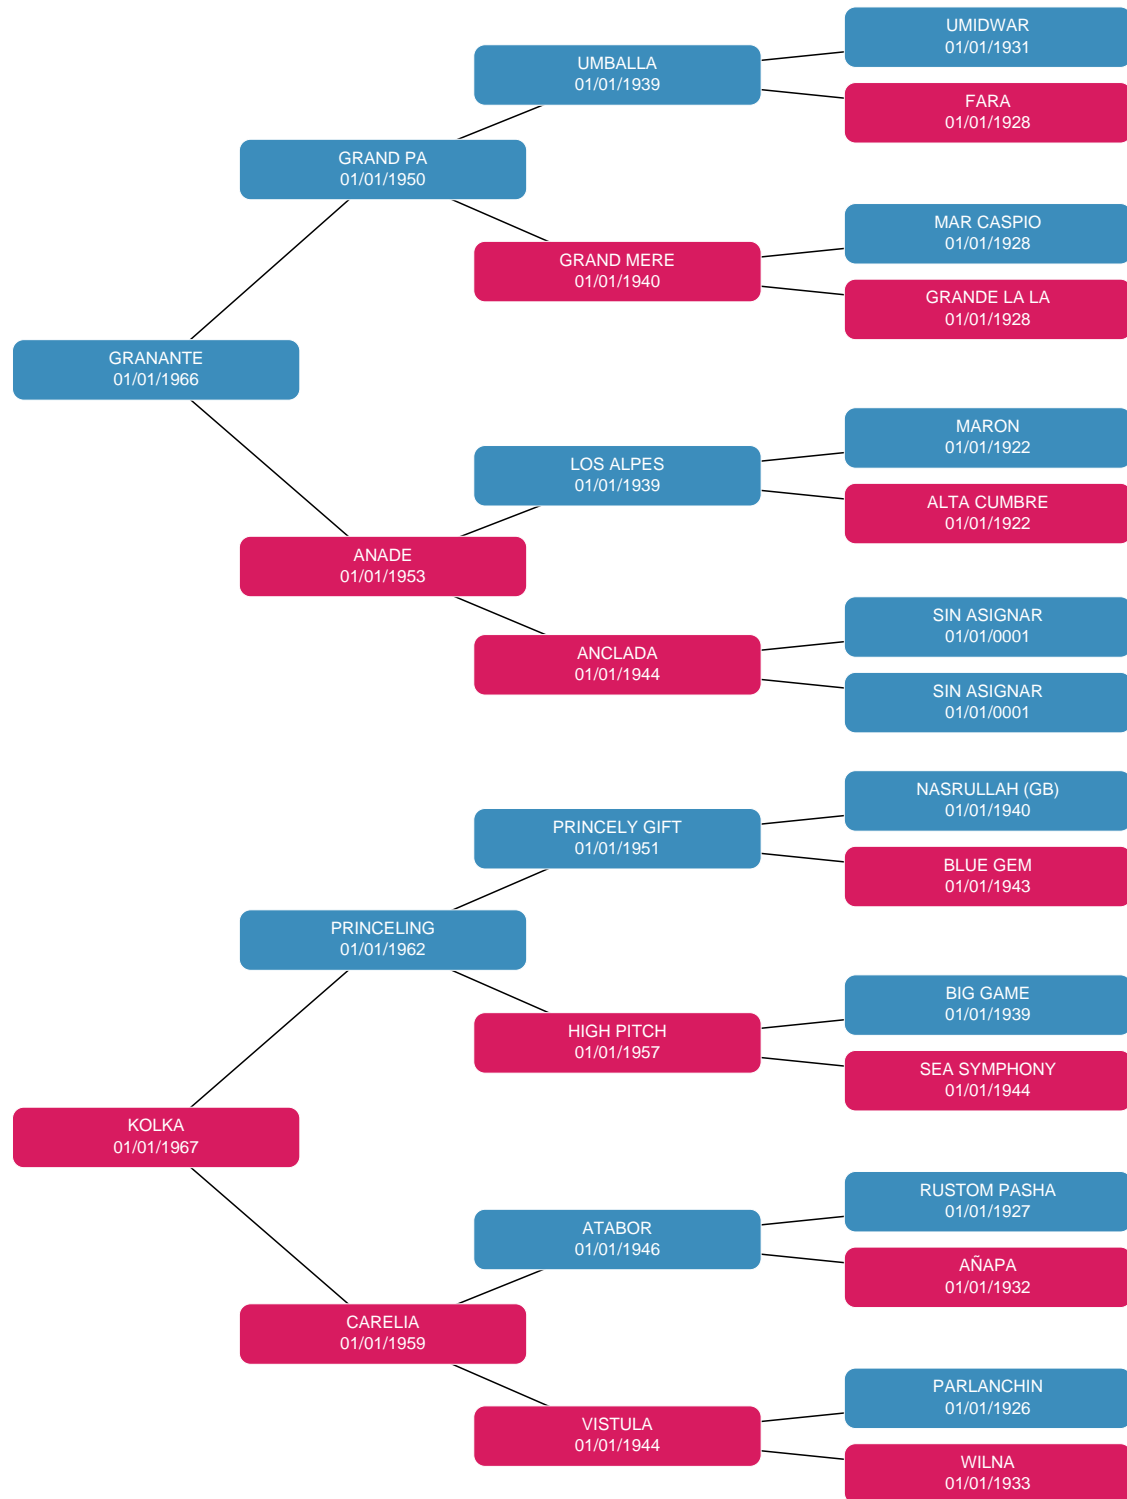 UMIDWAR
01/01/1931
UMBALLA
01/01/1939
FARA
01/01/1928
GRAND PA
01/01/1950
MAR CASPIO
01/01/1928
GRAND MERE
01/01/1940
GRANDE LA LA
01/01/1928
GRANANTE
01/01/1966
MARON
01/01/1922
LOS ALPES
01/01/1939
ALTA CUMBRE
01/01/1922
ANADE
01/01/1953
SIN ASIGNAR
01/01/0001
ANCLADA
01/01/1944
SIN ASIGNAR
01/01/0001
NASRULLAH (GB)
01/01/1940
PRINCELY GIFT
01/01/1951
BLUE GEM
01/01/1943
PRINCELING
01/01/1962
BIG GAME
01/01/1939
HIGH PITCH
01/01/1957
SEA SYMPHONY
01/01/1944
KOLKA
01/01/1967
RUSTOM PASHA
01/01/1927
ATABOR
01/01/1946
AÑAPA
01/01/1932
CARELIA
01/01/1959
PARLANCHIN
01/01/1926
VISTULA
01/01/1944
WILNA
01/01/1933